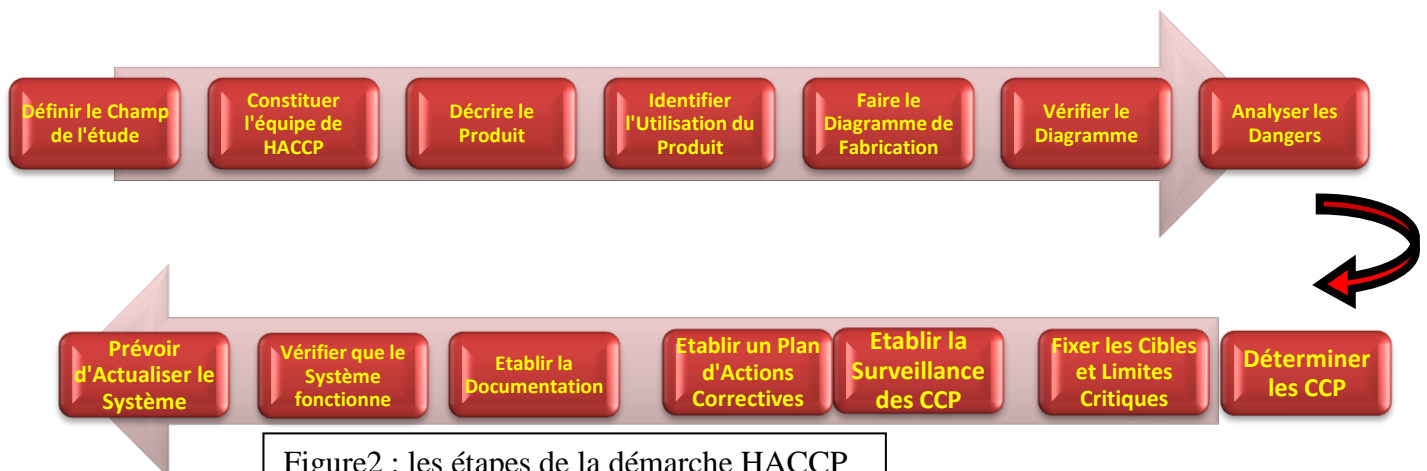 Définir le Champ
de l'étude
Constituer
l'équipe de
HACCP
Décrire le
Produit
Identifier
l'Utilisation du
Produit
Faire le
Diagramme de
Fabrication
Vérifier le
Diagramme
Analyser les
Dangers
Déterminer
les CCP
Fixer les Cibles
et Limites
Critiques
Etablir la
Surveillance
des CCP
Etablir un Plan
d'Actions
Correctives
Etablir la
Documentation
Vérifier que le
Système
fonctionne
Prévoir
d'Actualiser le
Système
Figure2 : les étapes de la démarche HACCP